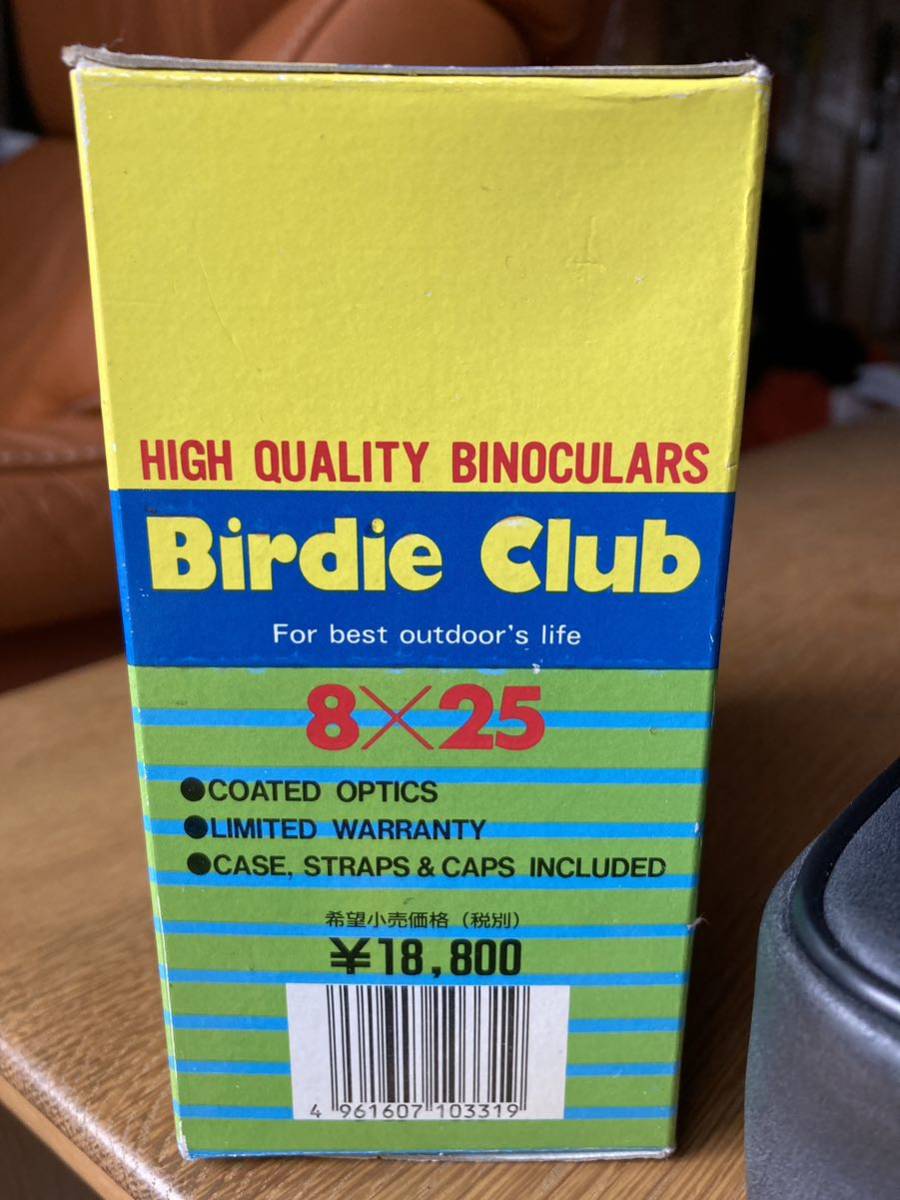 HIGH QUALITY BINOCULARS
Birdie Club
For best outdoor's life
8×25
●COATED OPTICS
●LIMITED WARRANTY
●CASE, STRAPS & CAPS INCLUDED
希望小売価格（税別）
¥18,800
4 961607 103319